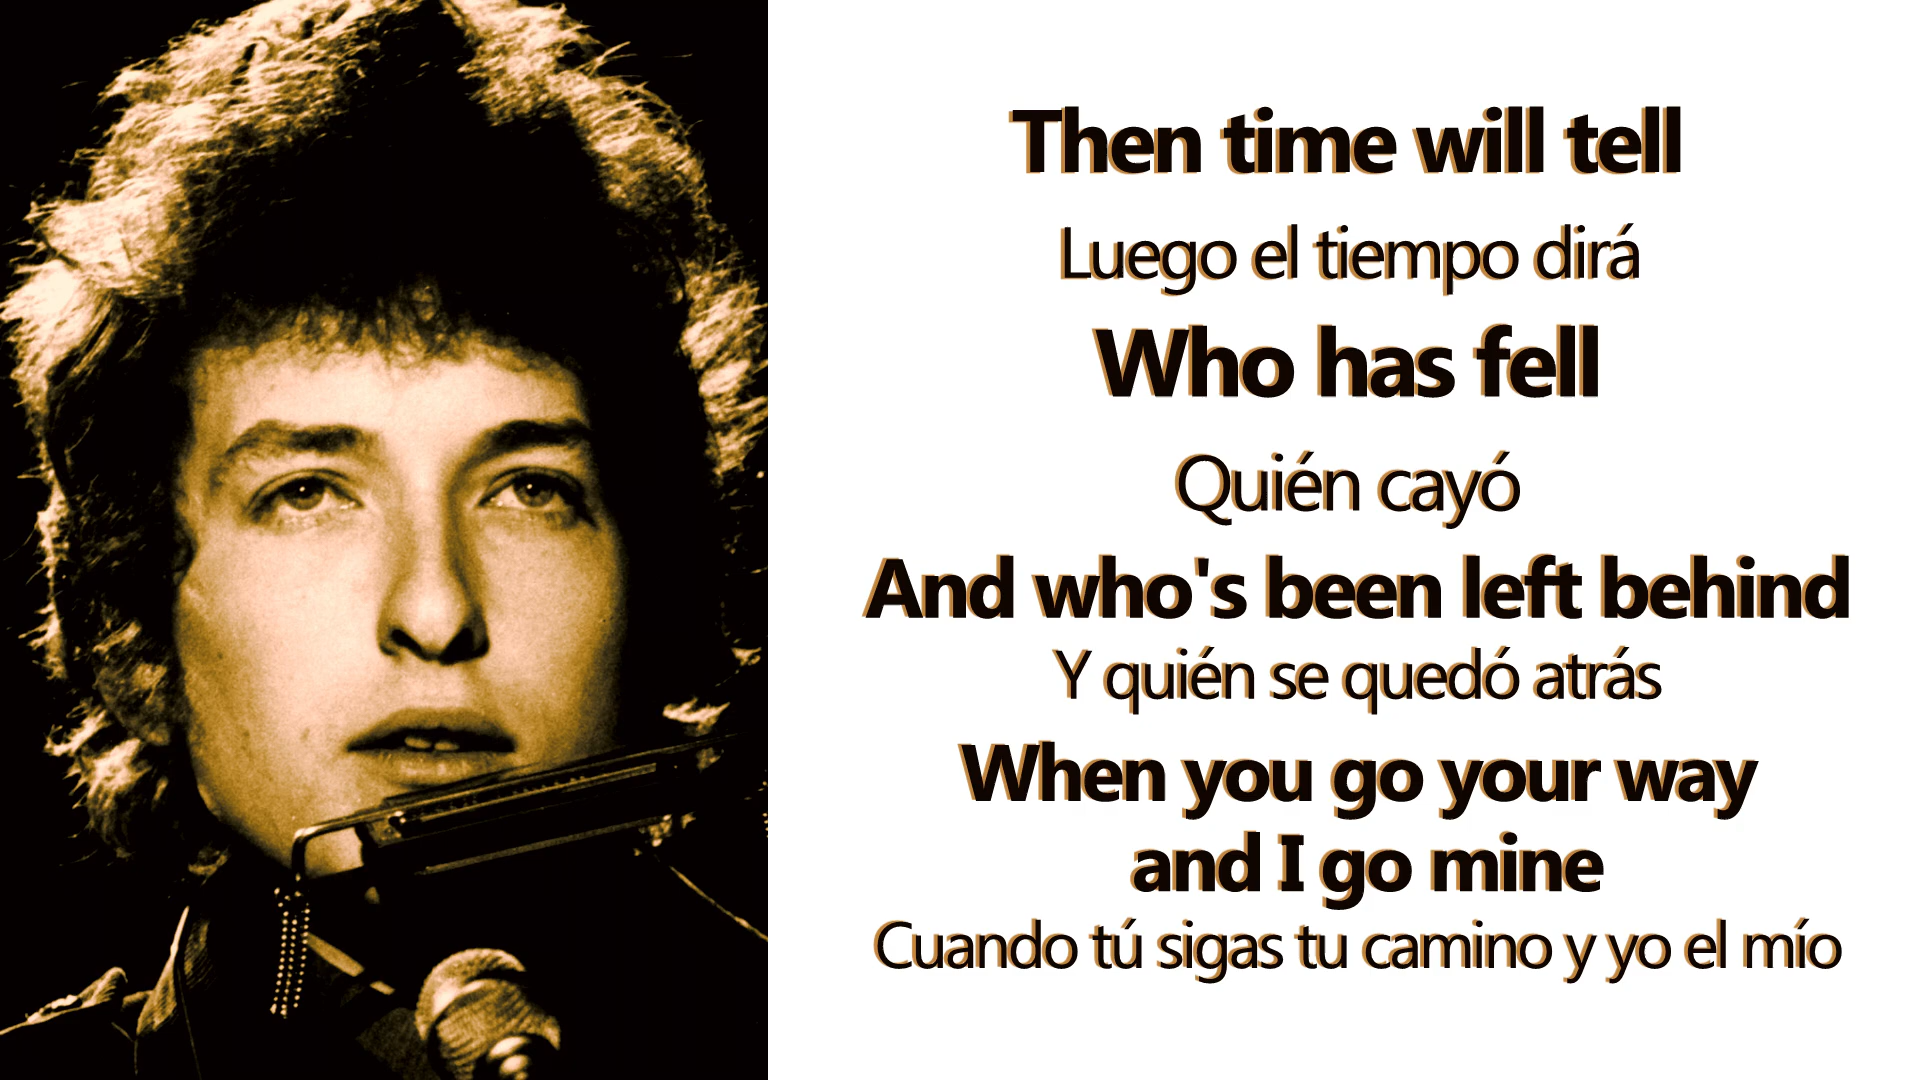 Then time will tell
Luego el tiempo dirá
Who has fell
Quién cayó
And who's been left behind
Y quién se quedó atrás
When you go your way
and I go mine
Cuando tú sigas tu camino y yo el mío